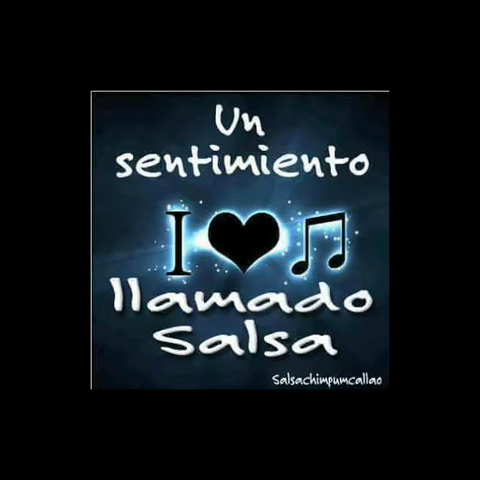 Un
sentimiento
I ♥ ♫
llamado
Salsa
Salsachimpumcallao